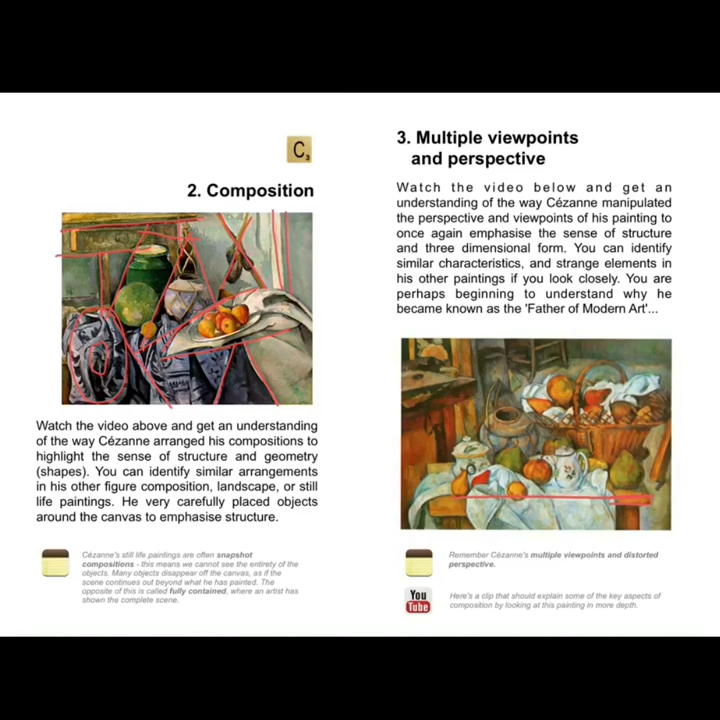 C3
2. Composition
Watch the video above and get an understanding
of the way Cézanne arranged his compositions to
highlight the sense of structure and geometry
(shapes). You can identify similar arrangements
in his other figure composition, landscape, or still
life paintings. He very carefully placed objects
around the canvas to emphasise structure.
Cézanne's still life paintings are often snapshot
compositions - this means we cannot see the entirety of the
objects. Many objects disappear off the canvas, as if the
scene continues out beyond what he has painted. The
opposite of this is called fully contained, where an artist has
shown the complete scene.
3. Multiple viewpoints
and perspective
Watch the video below and get an
understanding of the way Cézanne manipulated
the perspective and viewpoints of his painting to
once again emphasise the sense of structure
and three dimensional form. You can identify
similar characteristics, and strange elements in
his other paintings if you look closely. You are
perhaps beginning to understand why he
became known as the 'Father of Modern Art'...
Remember Cézanne's multiple viewpoints and distorted
perspective.
You
Tube
Here's a clip that should explain some of the key aspects of
composition by looking at this painting in more depth.